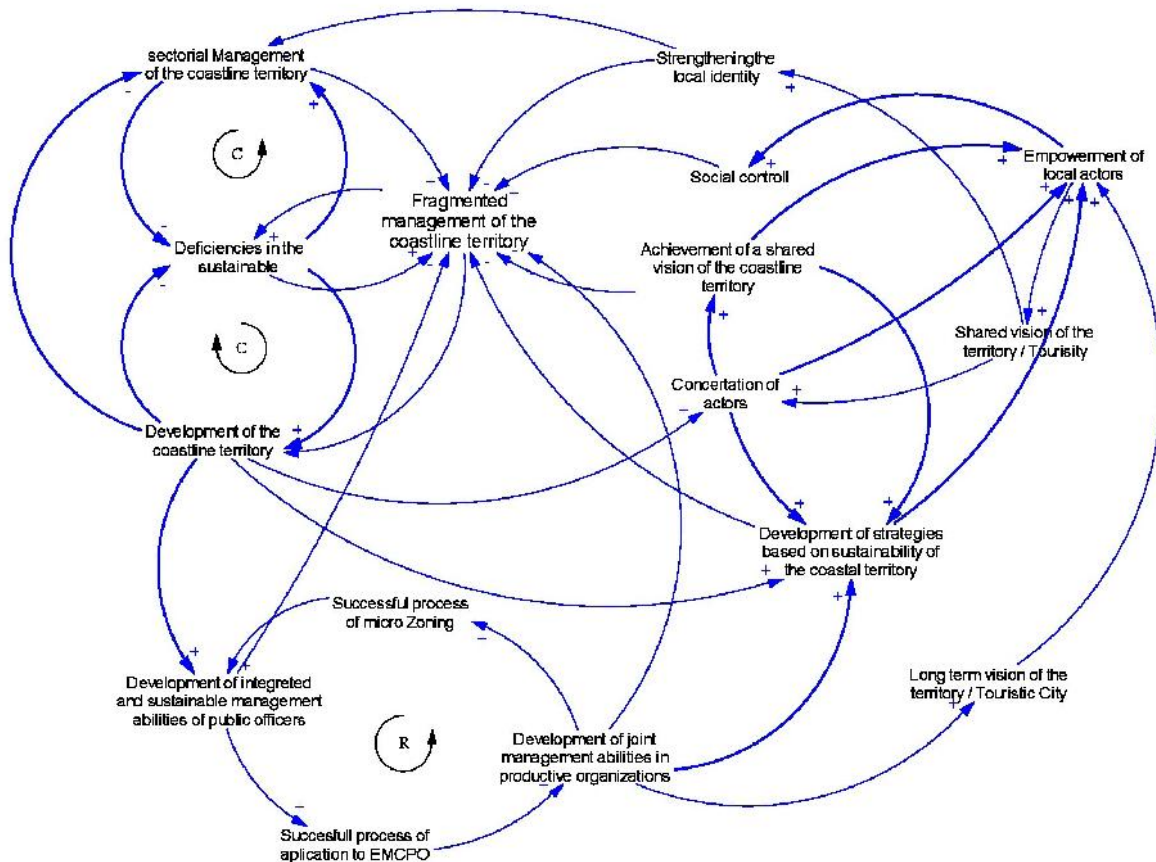 sectorial Management
of the coastline territory
Strengtheningthe
local identity
C
Social controll
Empowerment of
local actors
Fragmented
management of the
coastline territory
Deficiencies in the
sustainable
Achievement of a shared
vision of the coastline
territory
C
Shared vision of the
territory / Tourisity
Concertation of
actors
Development of the
coastline territory
Development of strategies
based on sustainability of
the coastal territory
Successful process
of micro Zoning
Development of integreted
and sustainable management
abilities of public officers
Long term vision of the
territory / Touristic City
R
Development of joint
management abilities in
productive organizations
Succesfull process of
aplication to EMCPO